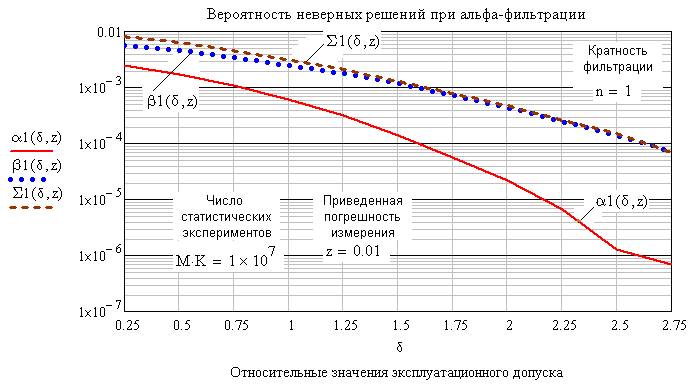 Вероятность неверных решений при альфа-фильтрации
0.01
1×10⁻³
1×10⁻⁴
1×10⁻⁵
1×10⁻⁶
1×10⁻⁷
α1(δ,z)
β1(δ,z)
Σ1(δ,z)
Σ1(δ,z)
β1(δ,z)
α1(δ,z)
Кратность
фильтрации
n = 1
Число
статистических
экспериментов
M·K = 1×10⁷
Приведенная
погрешность
измерения
z = 0.01
0.25 0.5 0.75 1 1.25 1.5 1.75 2 2.25 2.5 2.75
δ
Относительные значения эксплуатационного допуска